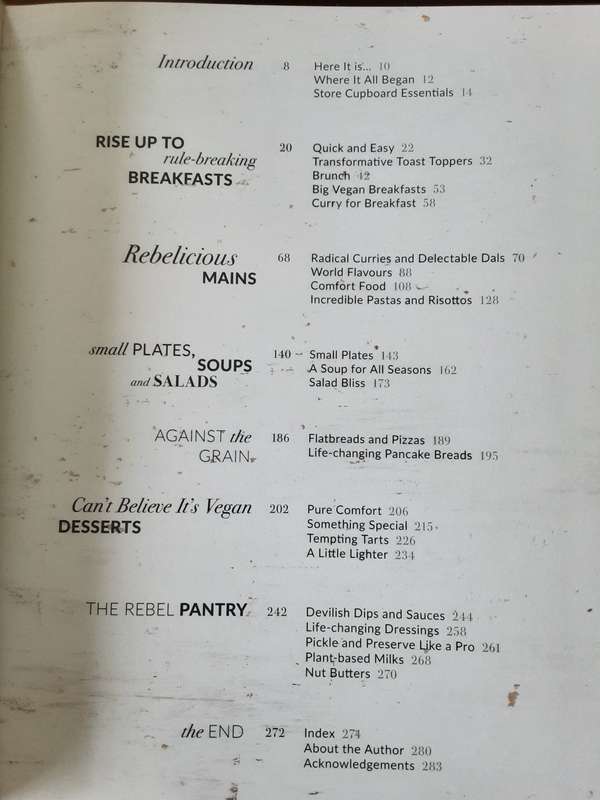 Introduction 8
Here It is... 10
Where It All Began 12
Store Cupboard Essentials 14
RISE UP TO
rule-breaking
BREAKFASTS
20
Quick and Easy 22
Transformative Toast Toppers 32
Brunch 42
Big Vegan Breakfasts 53
Curry for Breakfast 58
Rebelicious
MAINS
68
Radical Curries and Delectable Dals 70
World Flavours 88
Comfort Food 108
Incredible Pastas and Risottos 128
small PLATES,
SOUPS
and SALADS
140
Small Plates 143
A Soup for All Seasons 162
Salad Bliss 173
AGAINST the
GRAIN
186
Flatbreads and Pizzas 189
Life-changing Pancake Breads 195
Can't Believe It's Vegan
DESSERTS
202
Pure Comfort 206
Something Special 215
Tempting Tarts 226
A Little Lighter 234
THE REBEL PANTRY 242
Devilish Dips and Sauces 244
Life-changing Dressings 258
Pickle and Preserve Like a Pro 261
Plant-based Milks 268
Nut Butters 270
the END 272
Index 274
About the Author 280
Acknowledgements 283